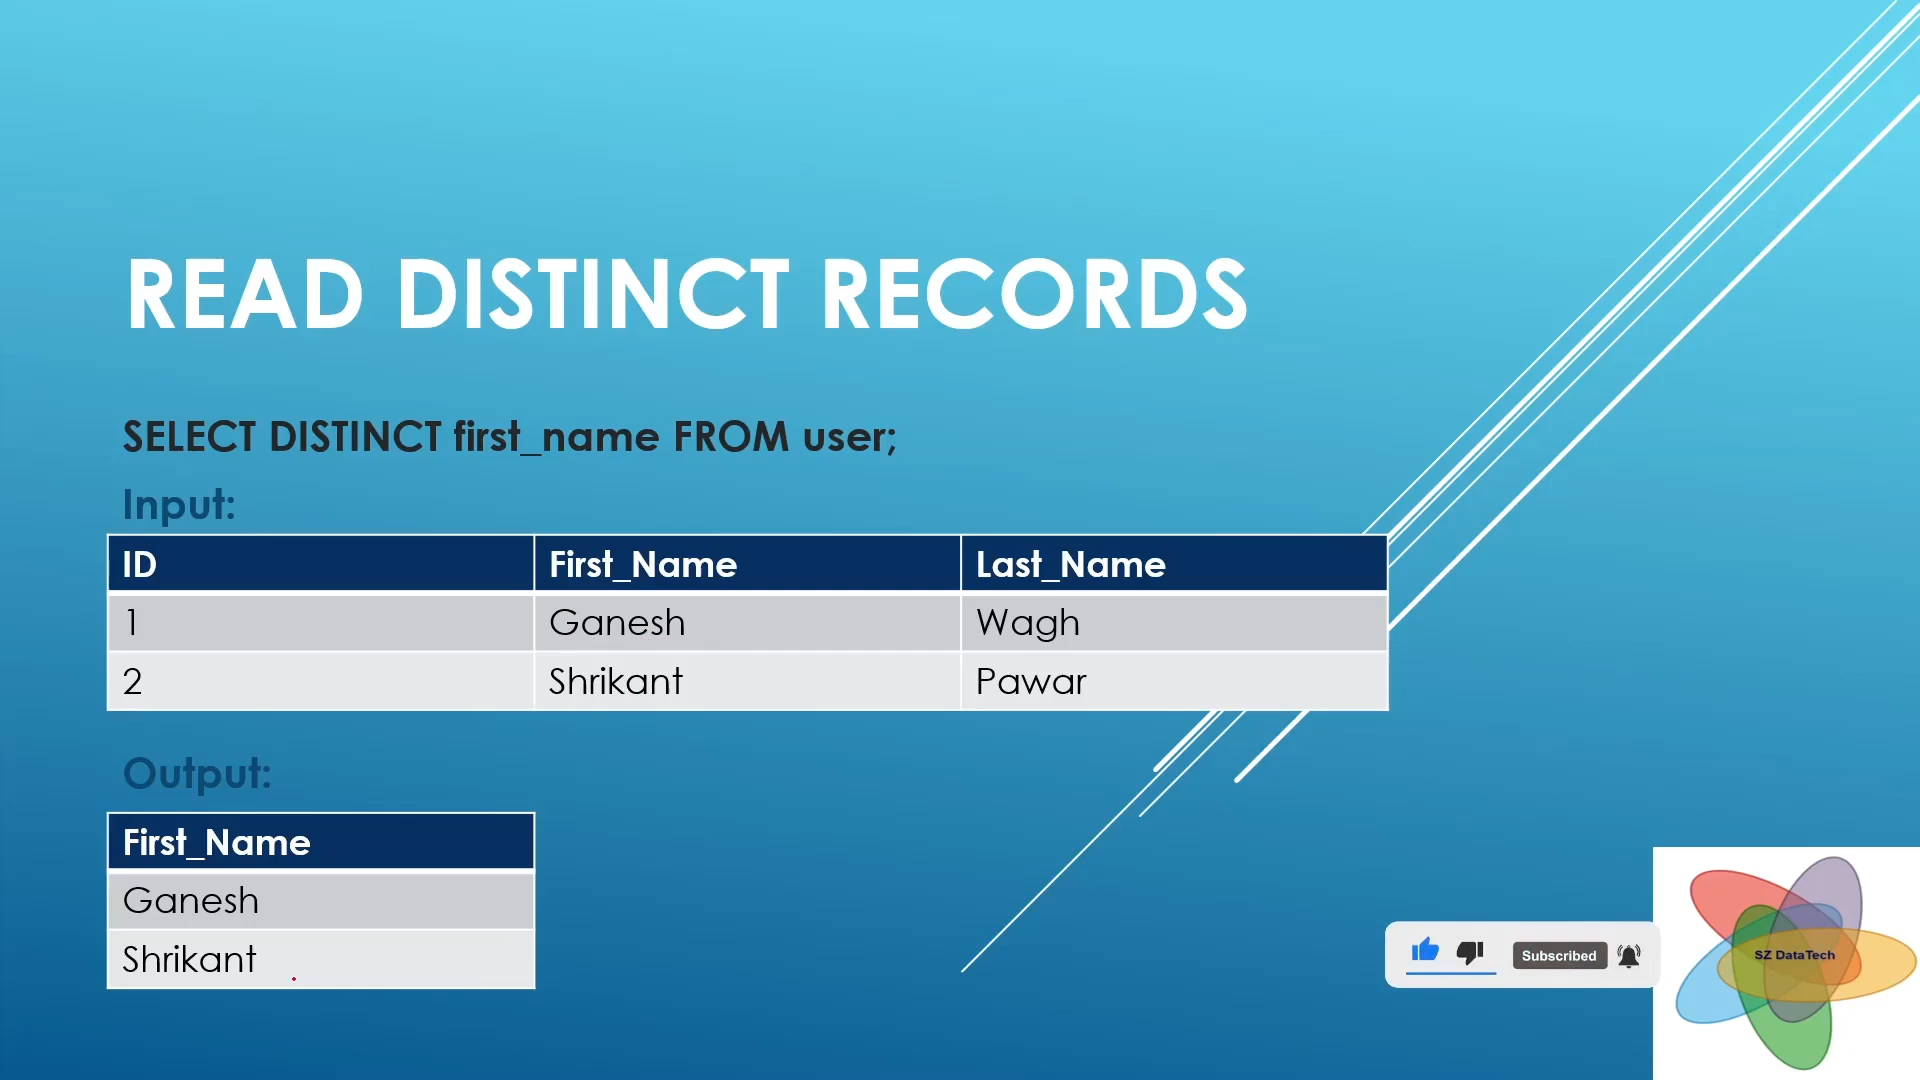 READ DISTINCT RECORDS
SELECT DISTINCT first_name FROM user;
Input:
ID First_Name Last_Name
1 Ganesh Wagh
2 Shrikant Pawar
Output:
First_Name
Ganesh
Shrikant
Subscribed
SZ DataTech